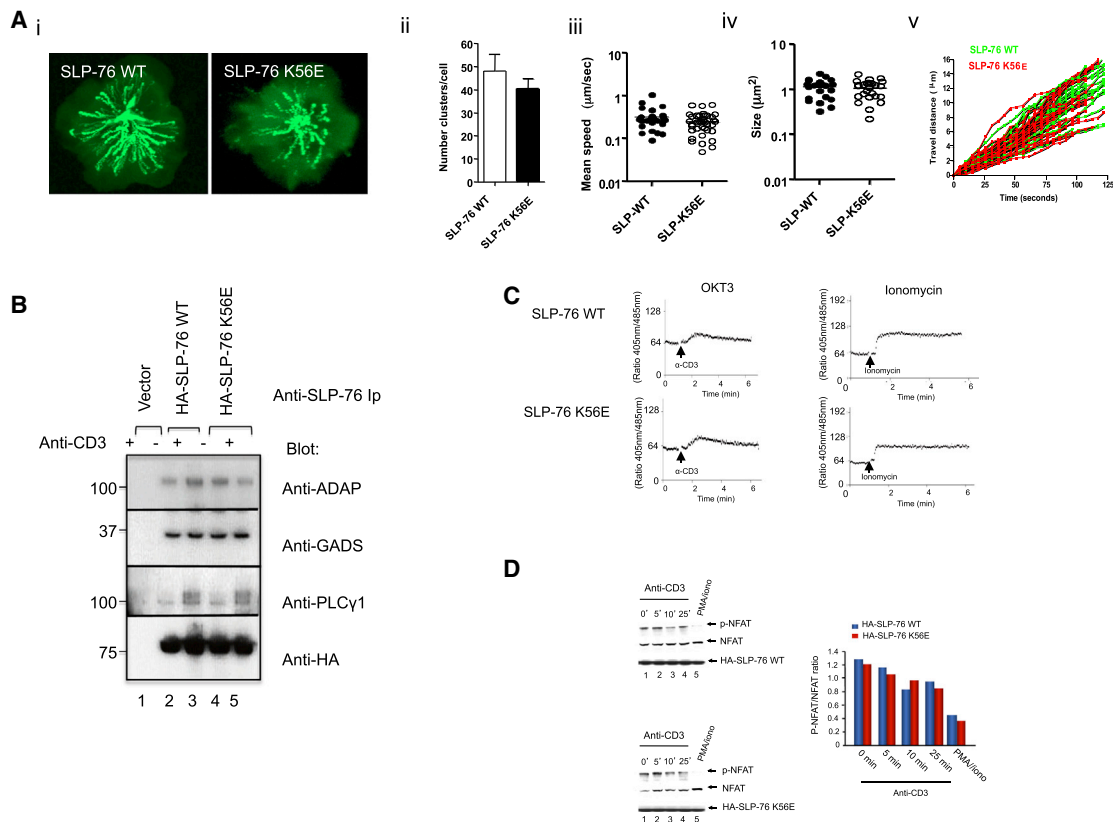 A
i
SLP-76 WT
SLP-76 K56E
ii
Number clusters/cell
60
50
40
30
20
10
0
SLP-76 WT
SLP-76 K56E
iii
Mean speed (µm/sec)
10
1
0.1
0.01
SLP-WT
SLP-K56E
iv
Size (µm²)
10
1
0.1
0.01
SLP-WT
SLP-K56E
v
SLP-76 WT
SLP-76 K56E
Travel distance (µm)
16
14
12
10
8
6
4
2
0
0 25 50 75 100 125
Time (seconds)
B
Vector
HA-SLP-76 WT
HA-SLP-76 K56E
Anti-SLP-76 Ip
Anti-CD3 + - + - +
Blot:
100 Anti-ADAP
37 Anti-GADS
100 Anti-PLCγ1
75 Anti-HA
1 2 3 4 5
C
OKT3
Ionomycin
SLP-76 WT
(Ratio 405nm/485nm)
128
64
0
α-CD3
0 2 4 6
Time (min)
(Ratio 405nm/485nm)
192
128
64
0
Ionomycin
0 2 4 6
Time (min)
SLP-76 K56E
(Ratio 405nm/485nm)
128
64
0
α-CD3
0 2 4 6
Time (min)
(Ratio 405nm/485nm)
192
128
64
0
Ionomycin
0 2 4 6
Time (min)
D
Anti-CD3
PMA/iono
0' 5' 10' 25'
p-NFAT
NFAT
HA-SLP-76 WT
1 2 3 4 5
Anti-CD3
PMA/iono
0' 5' 10' 25'
p-NFAT
NFAT
HA-SLP-76 K56E
1 2 3 4 5
HA-SLP-76 WT
HA-SLP-76 K56E
P-NFAT/NFAT ratio
1.4
1.2
1.0
0.8
0.6
0.4
0.2
0
0 min
5 min
10 min
25 min
PMA//iono
Anti-CD3